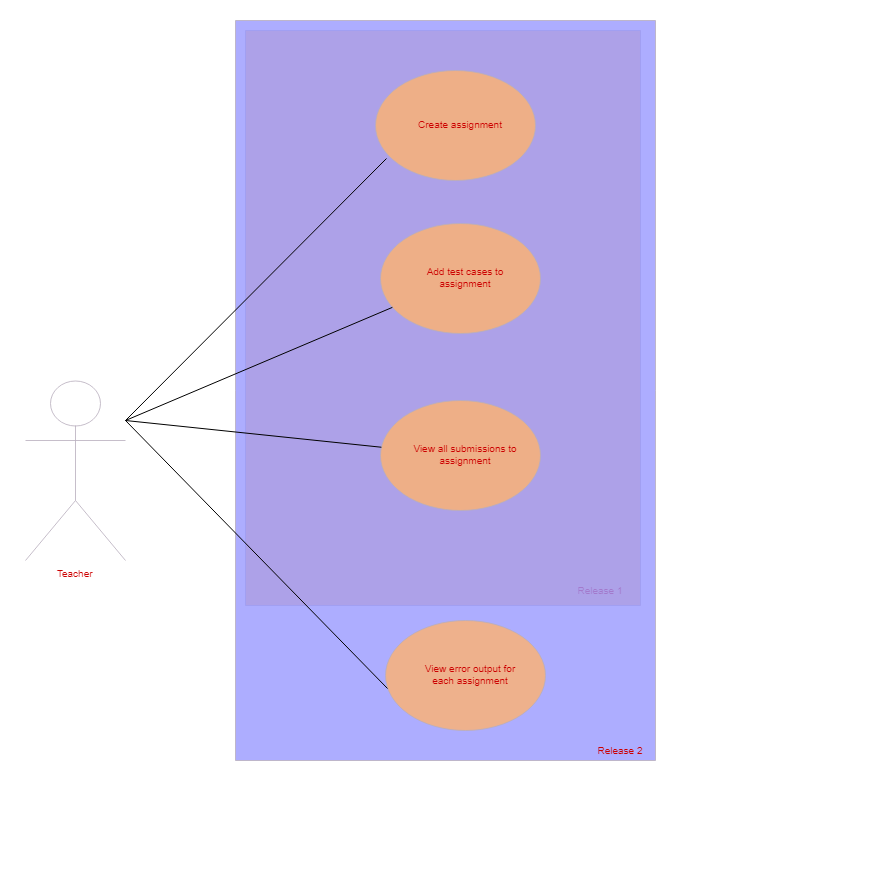 Create assignment
Add test cases to
assignment
View all submissions to
assignment
Teacher
Release 1
View error output for
each assignment
Release 2